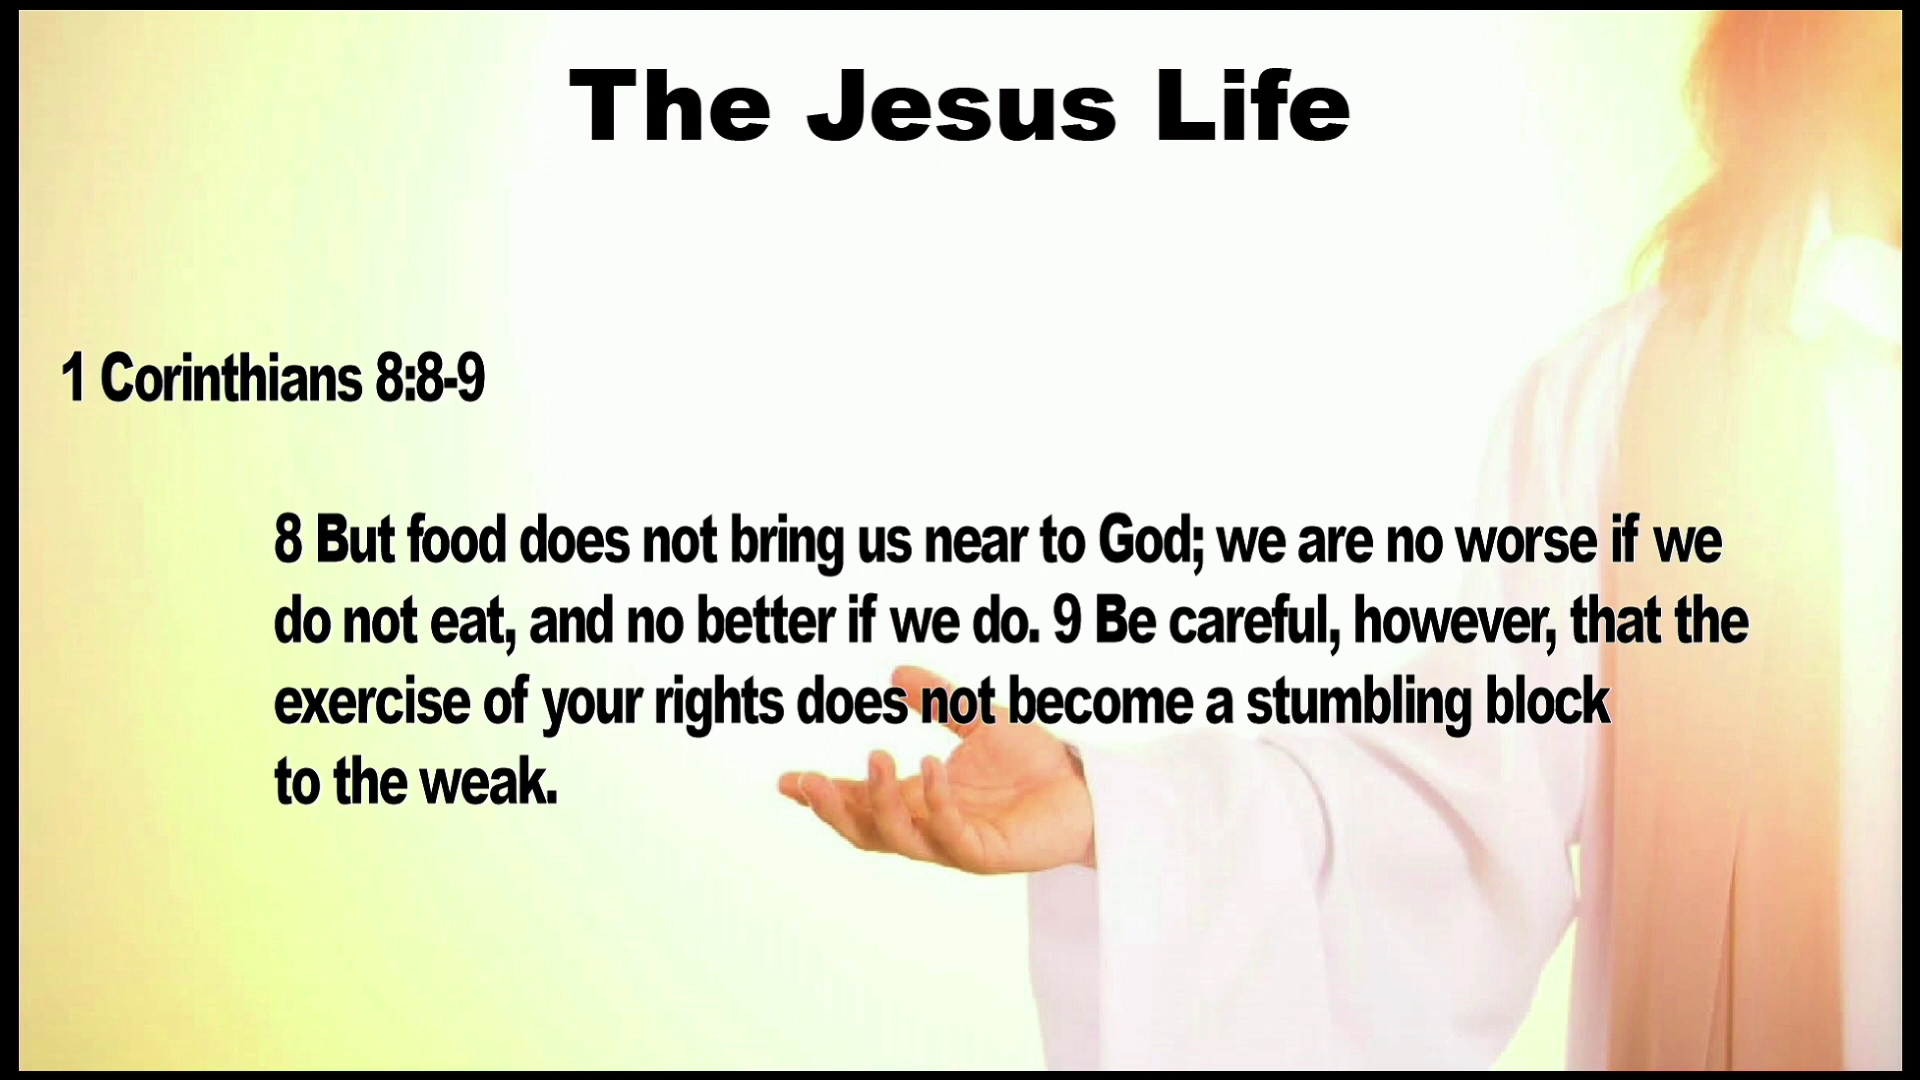 The Jesus Life
1 Corinthians 8:8-9
8 But food does not bring us near to God; we are no worse if we
do not eat, and no better if we do. 9 Be careful, however, that the
exercise of your rights does not become a stumbling block
to the weak.